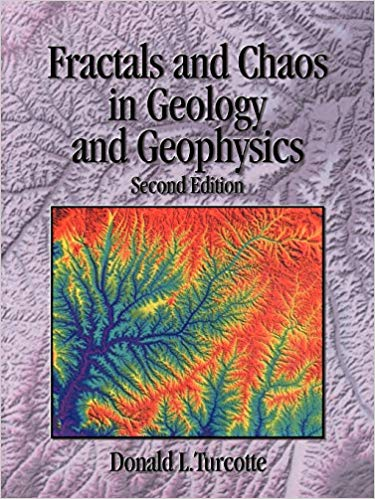 Fractals and Chaos
in Geology
and Geophysics
Second Edition
Donald L. Turcotte